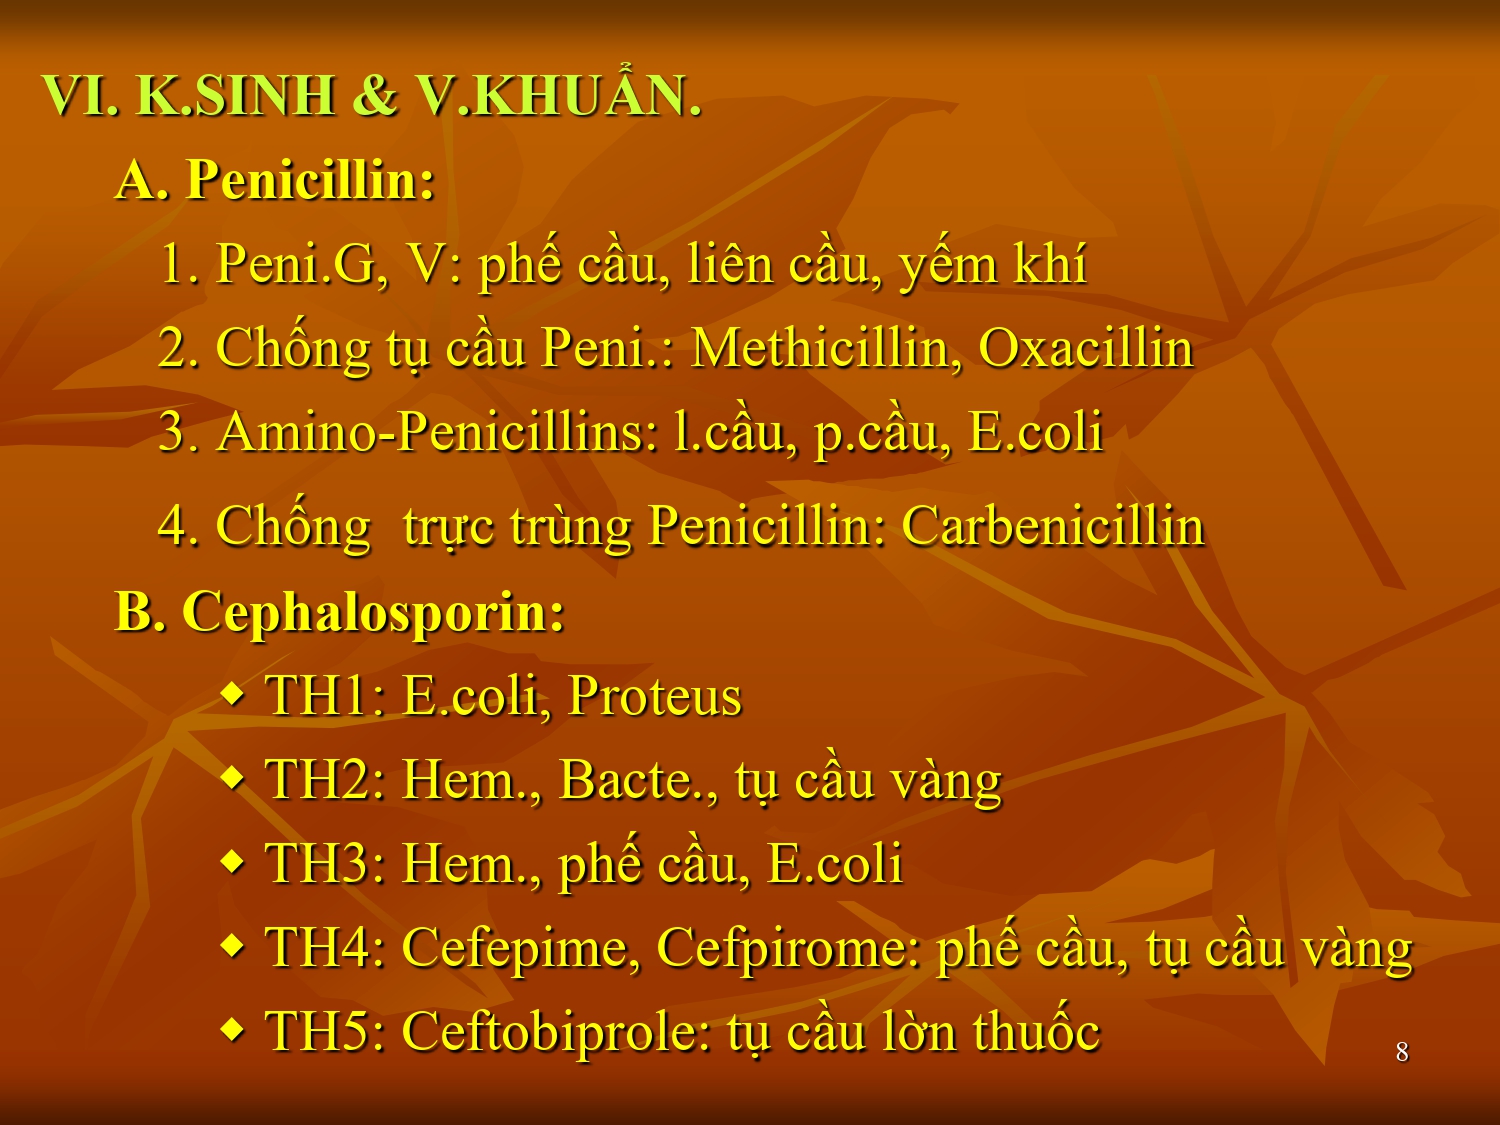 VI. K.SINH & V.KHUẨN.
A. Penicillin:
1. Peni.G, V: phế cầu, liên cầu, yếm khí
2. Chống tụ cầu Peni.: Methicillin, Oxacillin
3. Amino-Penicillins: l.cầu, p.cầu, E.coli
4. Chống trực trùng Penicillin: Carbenicillin
B. Cephalosporin:
◆ TH1: E.coli, Proteus
◆ TH2: Hem., Bacte., tụ cầu vàng
◆ TH3: Hem., phế cầu, E.coli
◆ TH4: Cefepime, Cefpirome: phế cầu, tụ cầu vàng
◆ TH5: Ceftobiprole: tụ cầu lờn thuốc
8